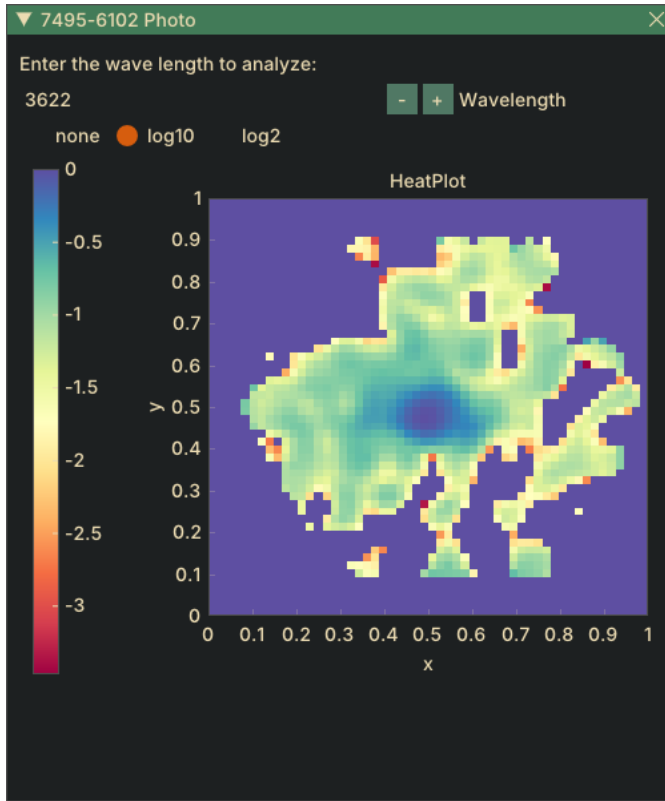 ▼ 7495-6102 Photo
Enter the wave length to analyze:
3622 - + Wavelength
none log10 log2
0
-0.5
-1
-1.5
-2
-2.5
-3
HeatPlot
1
0.9
0.8
0.7
0.6
0.5
0.4
0.3
0.2
0.1
0
y
0 0.1 0.2 0.3 0.4 0.5 0.6 0.7 0.8 0.9 1
x